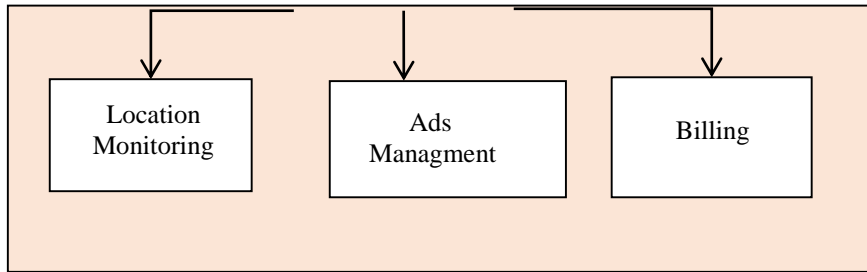 Location
Monitoring
Ads
Managment
Billing